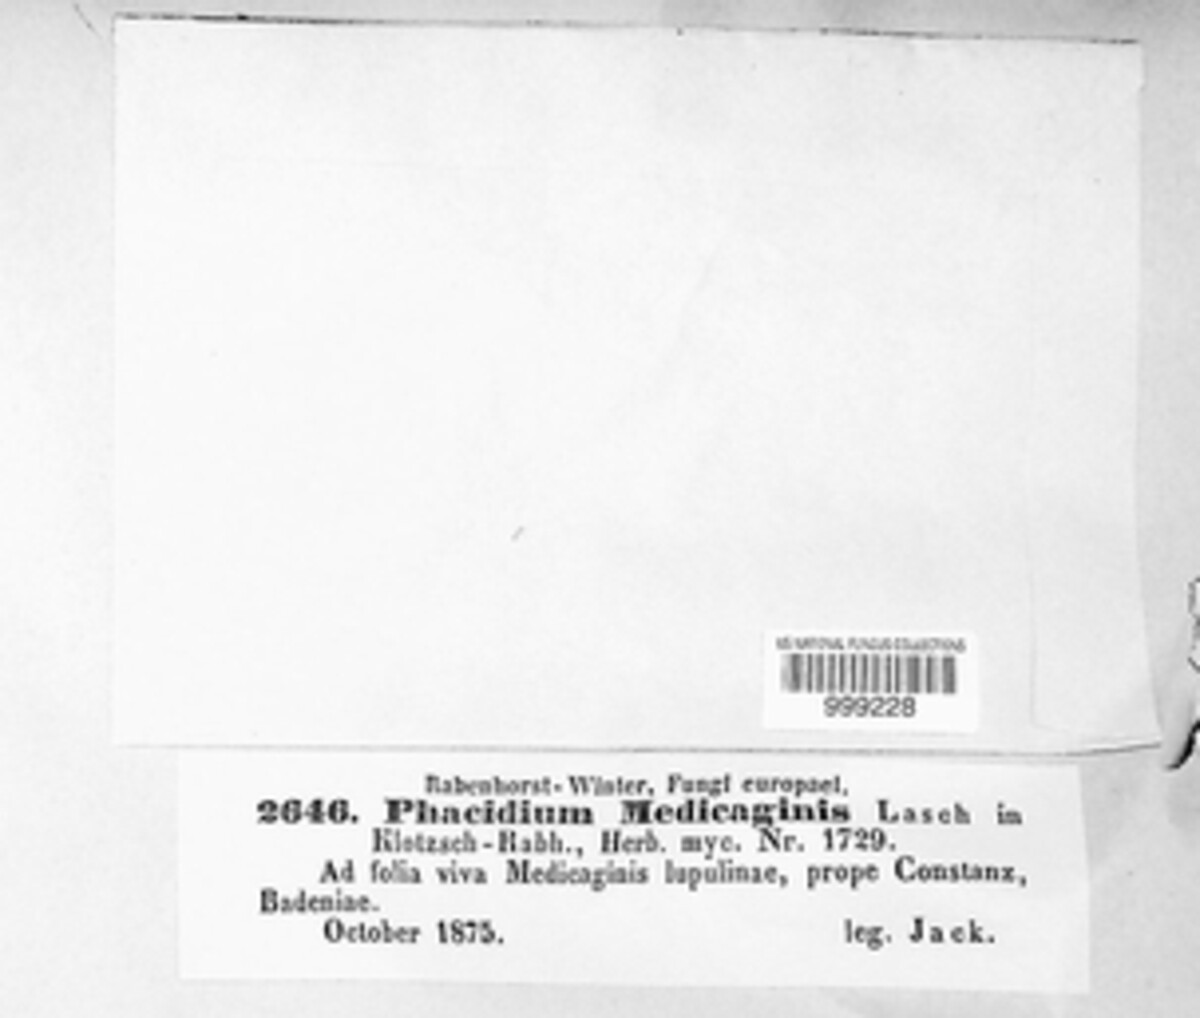 US NATIONAL FUNGUS COLLECTIONS
999228
Rabenhorst-Winter, Fungi europaei,
2646. Phacidium Medicaginis Lasch in
Klotzsch-Rabh., Herb. myc. Nr. 1729.
Ad folia viva Medicaginis lupulinae, prope Constanz,
Badeniae.
October 1875. leg. Jack.